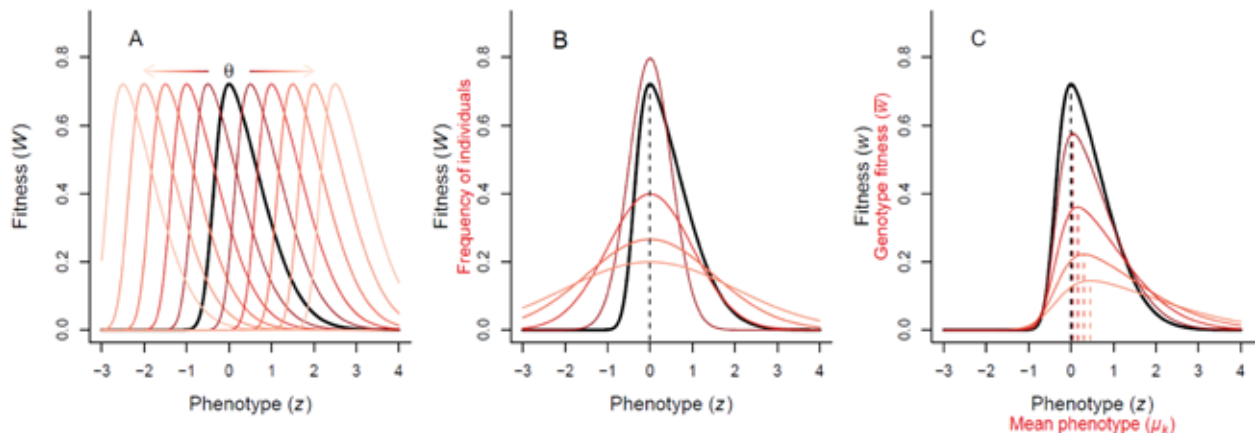 A
θ
0.8
0.6
0.4
0.2
0.0
Fitness (W)
−3 −2 −1 0 1 2 3 4
Phenotype (z)
B
0.8
0.6
0.4
0.2
0.0
Fitness (W)
Frequency of individuals
−3 −2 −1 0 1 2 3 4
Phenotype (z)
C
0.8
0.6
0.4
0.2
0.0
Fitness (w)
Genotype fitness (w̅)
−3 −2 −1 0 1 2 3 4
Phenotype (z)
Mean phenotype (μₖ)